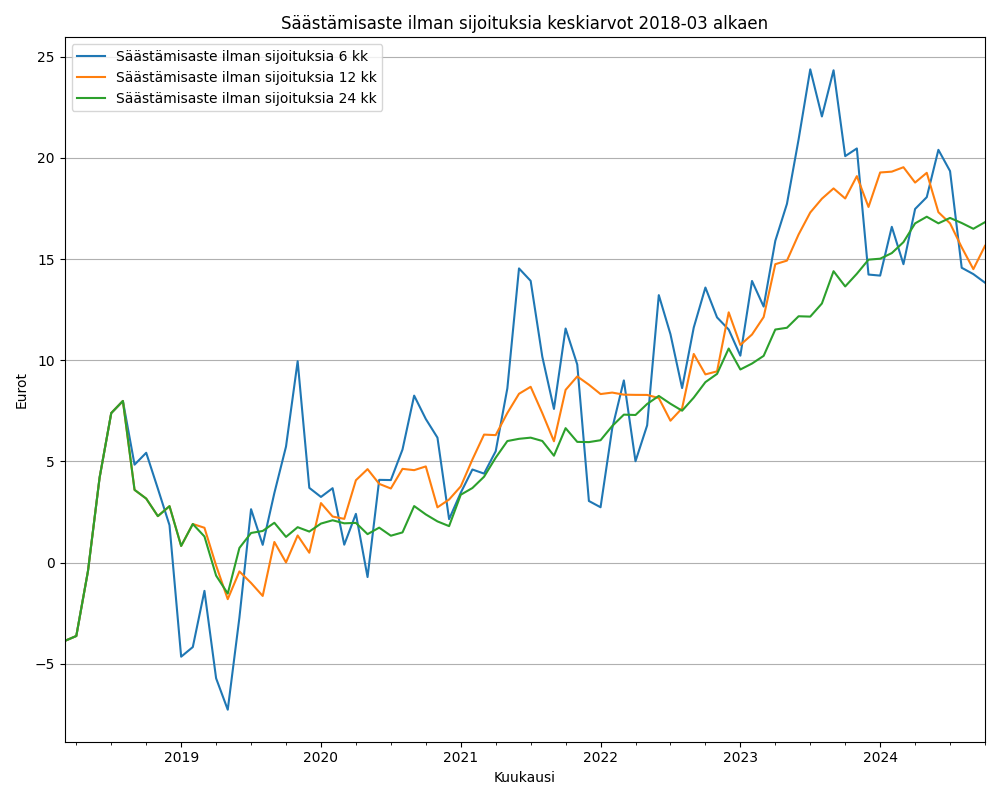 Säästämisaste ilman sijoituksia keskiarvot 2018-03 alkaen
Säästämisaste ilman sijoituksia 6 kk
Säästämisaste ilman sijoituksia 12 kk
Säästämisaste ilman sijoituksia 24 kk
Eurot
25
20
15
10
5
0
−5
2019 2020 2021 2022 2023 2024
Kuukausi